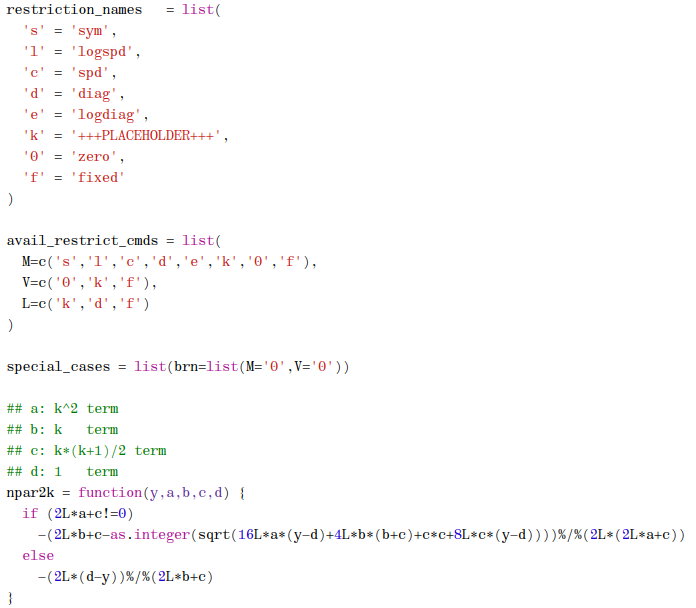 restriction_names   = list(
  's' = 'sym',
  'l' = 'logspd',
  'c' = 'spd',
  'd' = 'diag',
  'e' = 'logdiag',
  'k' = '+++PLACEHOLDER+++',
  '0' = 'zero',
  'f' = 'fixed'
)

avail_restrict_cmds = list(
  M=c('s','l','c','d','e','k','0','f'),
  V=c('0','k','f'),
  L=c('k','d','f')
)

special_cases = list(brn=list(M='0',V='0'))

## a: k^2 term
## b: k   term
## c: k*(k+1)/2 term
## d: 1   term
npar2k = function(y,a,b,c,d) {
  if (2L*a+c!=0)
    -(2L*b+c-as.integer(sqrt(16L*a*(y-d)+4L*b*(b+c)+c*c+8L*c*(y-d))))%/%(2L*(2L*a+c))
  else
    -(2L*(d-y))%/%(2L*b+c)
}